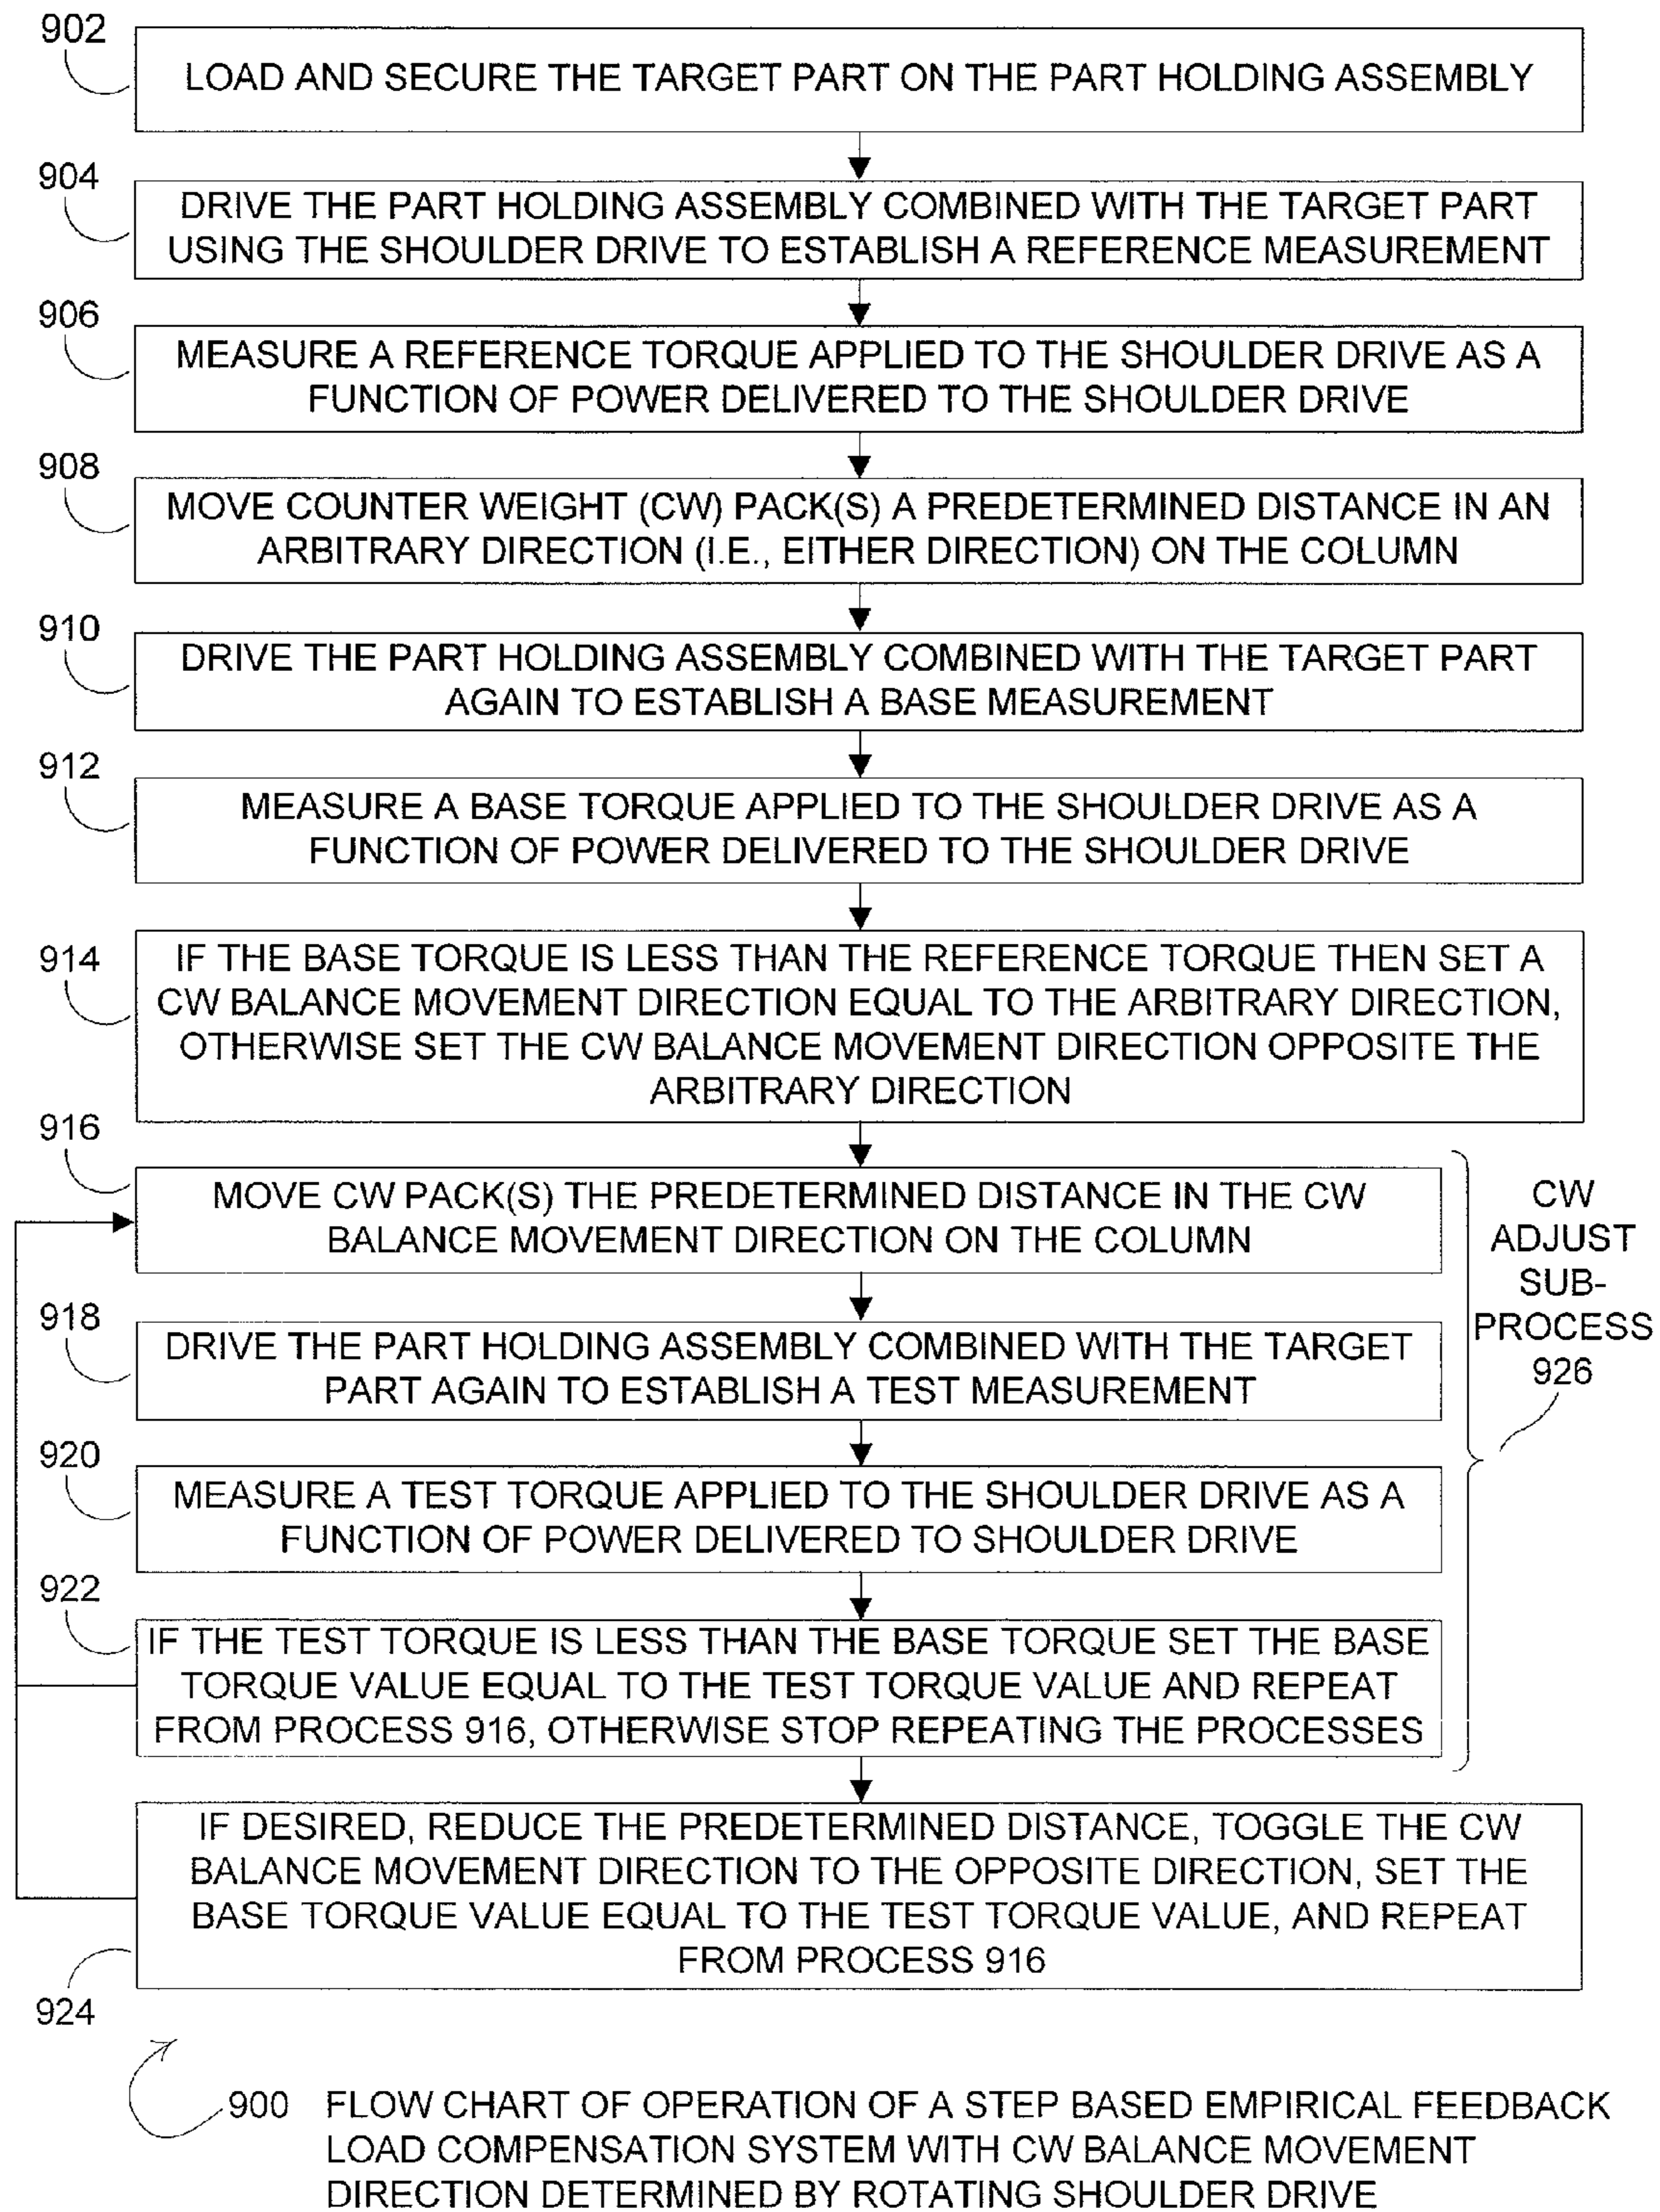 902
LOAD AND SECURE THE TARGET PART ON THE PART HOLDING ASSEMBLY
904
DRIVE THE PART HOLDING ASSEMBLY COMBINED WITH THE TARGET PART
USING THE SHOULDER DRIVE TO ESTABLISH A REFERENCE MEASUREMENT
906
MEASURE A REFERENCE TORQUE APPLIED TO THE SHOULDER DRIVE AS A
FUNCTION OF POWER DELIVERED TO THE SHOULDER DRIVE
908
MOVE COUNTER WEIGHT (CW) PACK(S) A PREDETERMINED DISTANCE IN AN
ARBITRARY DIRECTION (I.E., EITHER DIRECTION) ON THE COLUMN
910
DRIVE THE PART HOLDING ASSEMBLY COMBINED WITH THE TARGET PART
AGAIN TO ESTABLISH A BASE MEASUREMENT
912
MEASURE A BASE TORQUE APPLIED TO THE SHOULDER DRIVE AS A
FUNCTION OF POWER DELIVERED TO THE SHOULDER DRIVE
914
IF THE BASE TORQUE IS LESS THAN THE REFERENCE TORQUE THEN SET A
CW BALANCE MOVEMENT DIRECTION EQUAL TO THE ARBITRARY DIRECTION,
OTHERWISE SET THE CW BALANCE MOVEMENT DIRECTION OPPOSITE THE
ARBITRARY DIRECTION
916
MOVE CW PACK(S) THE PREDETERMINED DISTANCE IN THE CW
BALANCE MOVEMENT DIRECTION ON THE COLUMN
918
DRIVE THE PART HOLDING ASSEMBLY COMBINED WITH THE TARGET
PART AGAIN TO ESTABLISH A TEST MEASUREMENT
920
MEASURE A TEST TORQUE APPLIED TO THE SHOULDER DRIVE AS A
FUNCTION OF POWER DELIVERED TO SHOULDER DRIVE
922
IF THE TEST TORQUE IS LESS THAN THE BASE TORQUE SET THE BASE
TORQUE VALUE EQUAL TO THE TEST TORQUE VALUE AND REPEAT
FROM PROCESS 916, OTHERWISE STOP REPEATING THE PROCESSES
CW
ADJUST
SUB-
PROCESS
926
IF DESIRED, REDUCE THE PREDETERMINED DISTANCE, TOGGLE THE CW
BALANCE MOVEMENT DIRECTION TO THE OPPOSITE DIRECTION, SET THE
BASE TORQUE VALUE EQUAL TO THE TEST TORQUE VALUE, AND REPEAT
FROM PROCESS 916
924
900 FLOW CHART OF OPERATION OF A STEP BASED EMPIRICAL FEEDBACK
LOAD COMPENSATION SYSTEM WITH CW BALANCE MOVEMENT
DIRECTION DETERMINED BY ROTATING SHOULDER DRIVE